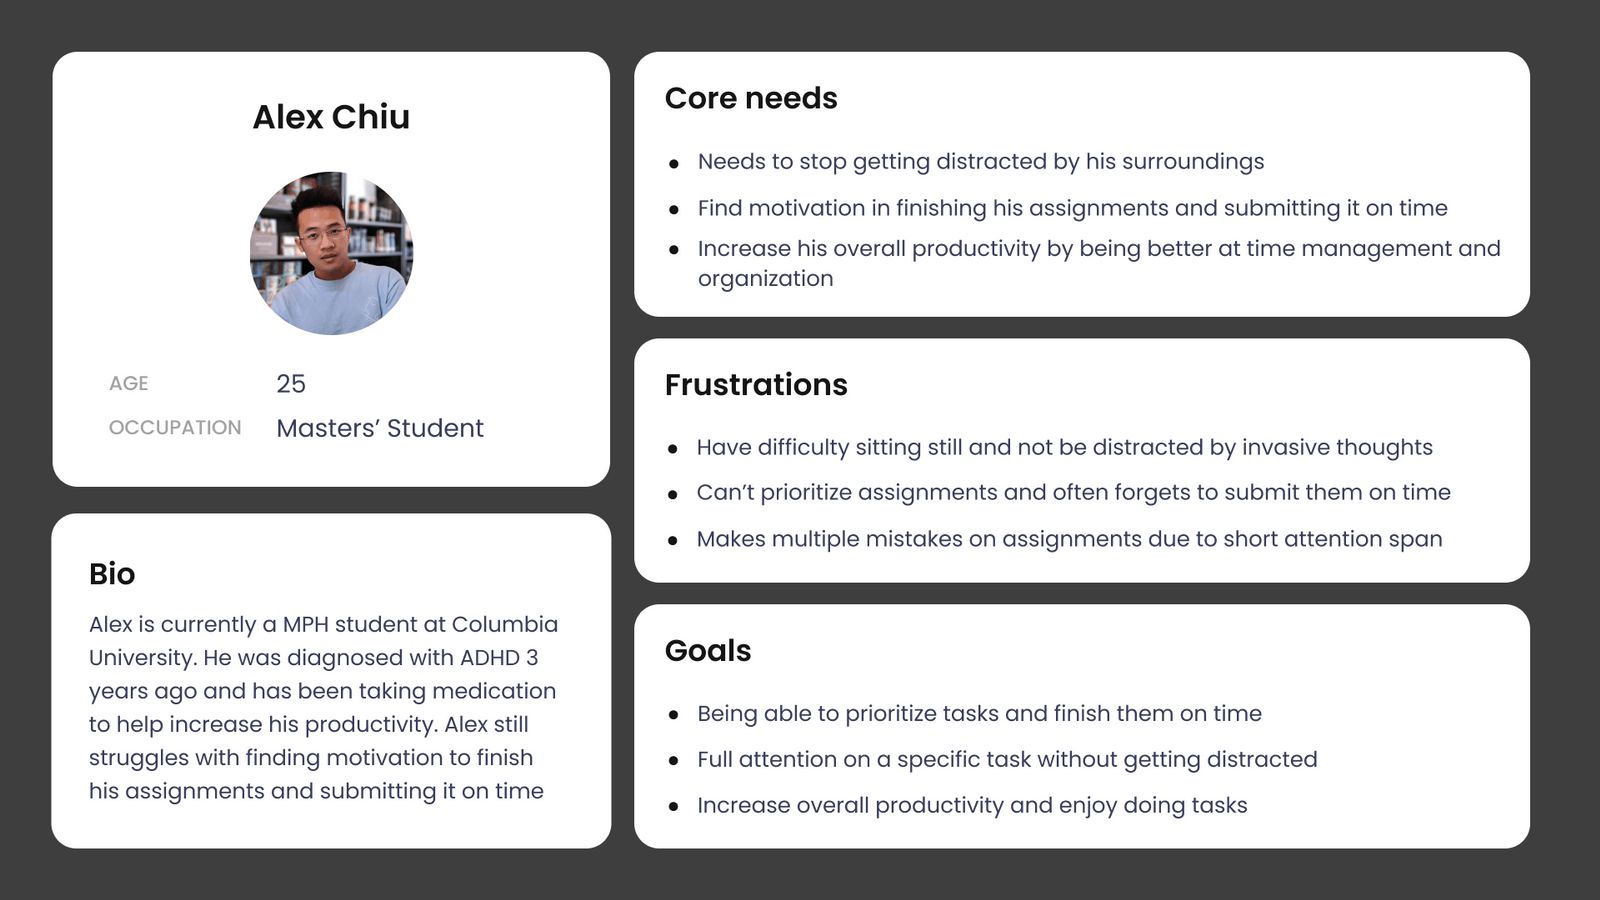 Alex Chiu
AGE 25
OCCUPATION Masters’ Student
Bio
Alex is currently a MPH student at Columbia
University. He was diagnosed with ADHD 3
years ago and has been taking medication
to help increase his productivity. Alex still
struggles with finding motivation to finish
his assignments and submitting it on time
Core needs
● Needs to stop getting distracted by his surroundings
● Find motivation in finishing his assignments and submitting it on time
● Increase his overall productivity by being better at time management and
organization
Frustrations
● Have difficulty sitting still and not be distracted by invasive thoughts
● Can’t prioritize assignments and often forgets to submit them on time
● Makes multiple mistakes on assignments due to short attention span
Goals
● Being able to prioritize tasks and finish them on time
● Full attention on a specific task without getting distracted
● Increase overall productivity and enjoy doing tasks